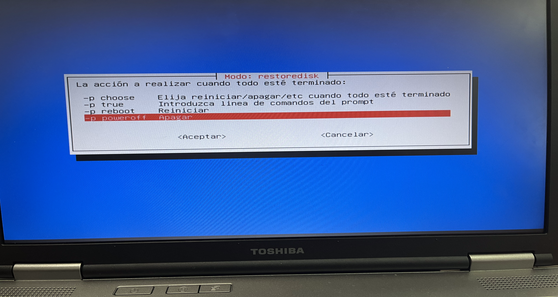 Modo: restoredisk
La acción a realizar cuando todo esté terminado:
-p choose Elija reiniciar/apagar/etc cuando todo esté terminado
-p true Introduzca línea de comandos del prompt
-p reboot Reiniciar
-p poweroff Apagar
<Aceptar> <Cancelar>
TOSHIBA